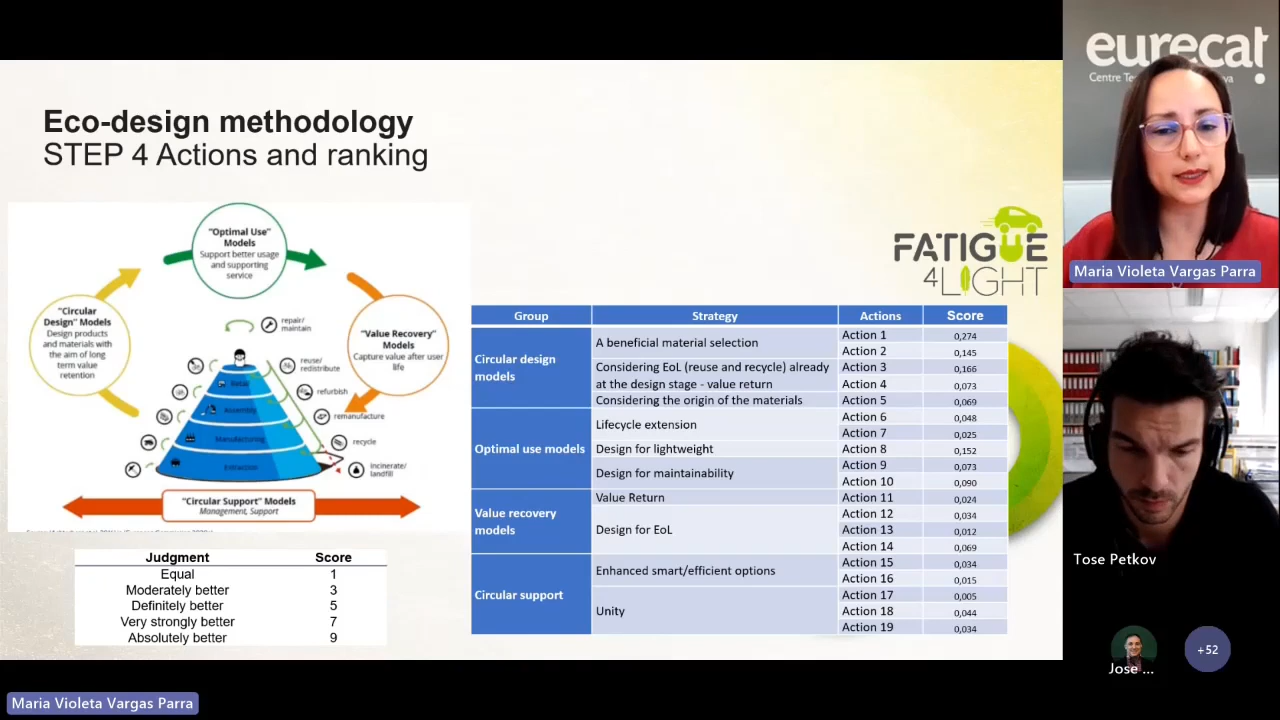 Eco-design methodology
STEP 4 Actions and ranking
"Optimal Use"
Models
Support better usage
and supporting
service
"Circular
Design" Models
Design products
and materials with
the aim of long
term value
retention
"Value Recovery"
Models
Capture value after user
life
repair/
maintain
reuse/
redistribute
refurbish
remanufacture
recycle
incinerate/
landfill
Retail
Assembly
Manufacturing
Extraction
"Circular Support" Models
Management, Support
Judgment Score
Equal 1
Moderately better 3
Definitely better 5
Very strongly better 7
Absolutely better 9
FATIGUE
4LIGHT
Group Strategy Actions Score
Circular design models A beneficial material selection Action 1 0,274
Action 2 0,145
Considering EoL (reuse and recycle) already at the design stage - value return Action 3 0,166
Action 4 0,073
Considering the origin of the materials Action 5 0,069
Optimal use models Lifecycle extension Action 6 0,048
Action 7 0,025
Design for lightweight Action 8 0,152
Design for maintainability Action 9 0,073
Action 10 0,090
Value recovery models Value Return Action 11 0,024
Design for EoL Action 12 0,034
Action 13 0,012
Action 14 0,069
Circular support Enhanced smart/efficient options Action 15 0,034
Action 16 0,015
Unity Action 17 0,005
Action 18 0,044
Action 19 0,034
eurecat
Centre
Maria Violeta Vargas Parra
Tose Petkov
Jose ...
+52
Maria Violeta Vargas Parra